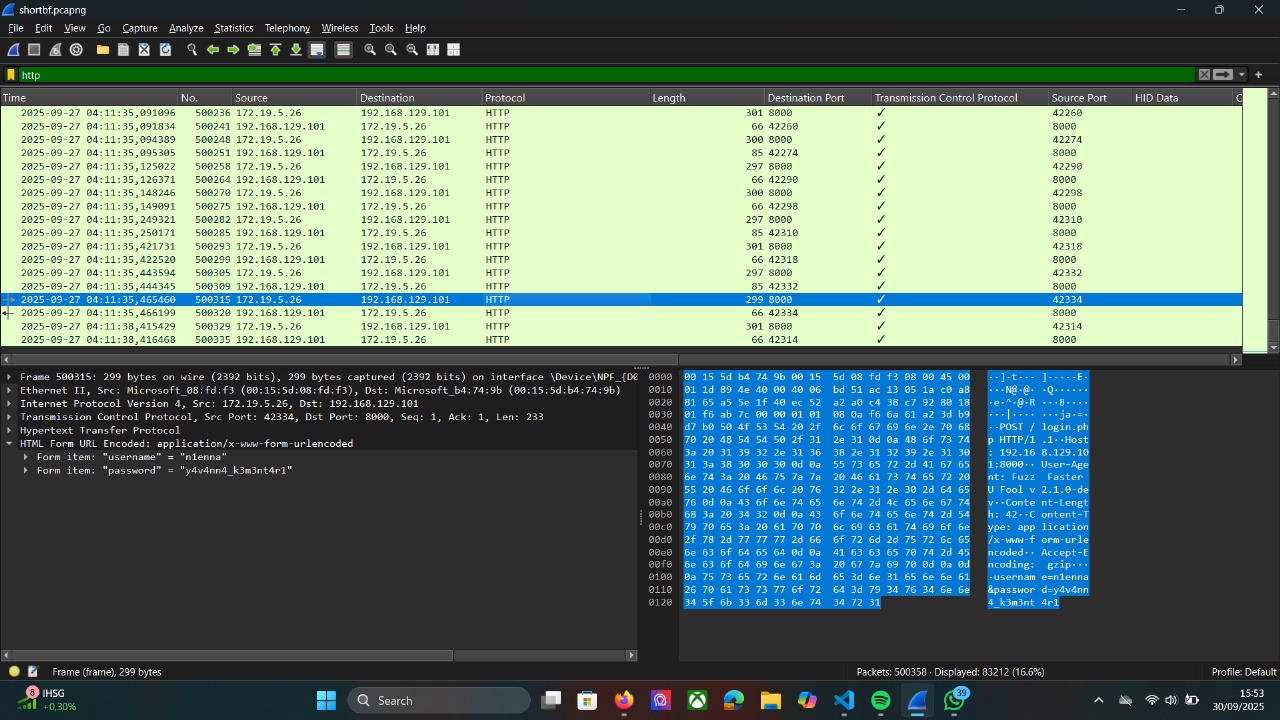 shortbf.pcapng
File Edit View Go Capture Analyze Statistics Telephony Wireless Tools Help
http
Time No. Source Destination Protocol Length Destination Port Transmission Control Protocol Source Port HID Data C
2025-09-27 04:11:35,091096 500236 172.19.5.26 192.168.129.101 HTTP 301 8000 ✓ 42260
2025-09-27 04:11:35,091834 500241 192.168.129.101 172.19.5.26 HTTP 66 42260 ✓ 8000
2025-09-27 04:11:35,094389 500248 172.19.5.26 192.168.129.101 HTTP 300 8000 ✓ 42274
2025-09-27 04:11:35,095305 500251 192.168.129.101 172.19.5.26 HTTP 85 42274 ✓ 8000
2025-09-27 04:11:35,125022 500258 172.19.5.26 192.168.129.101 HTTP 297 8000 ✓ 42290
2025-09-27 04:11:35,126371 500264 192.168.129.101 172.19.5.26 HTTP 66 42290 ✓ 8000
2025-09-27 04:11:35,148246 500270 172.19.5.26 192.168.129.101 HTTP 300 8000 ✓ 42298
2025-09-27 04:11:35,149091 500275 192.168.129.101 172.19.5.26 HTTP 66 42298 ✓ 8000
2025-09-27 04:11:35,249321 500282 172.19.5.26 192.168.129.101 HTTP 297 8000 ✓ 42310
2025-09-27 04:11:35,250171 500285 192.168.129.101 172.19.5.26 HTTP 85 42310 ✓ 8000
2025-09-27 04:11:35,421731 500293 172.19.5.26 192.168.129.101 HTTP 301 8000 ✓ 42318
2025-09-27 04:11:35,422520 500299 192.168.129.101 172.19.5.26 HTTP 66 42318 ✓ 8000
2025-09-27 04:11:35,443594 500305 172.19.5.26 192.168.129.101 HTTP 297 8000 ✓ 42332
2025-09-27 04:11:35,444345 500309 192.168.129.101 172.19.5.26 HTTP 85 42332 ✓ 8000
2025-09-27 04:11:35,465460 500315 172.19.5.26 192.168.129.101 HTTP 299 8000 ✓ 42334
2025-09-27 04:11:35,466199 500320 192.168.129.101 172.19.5.26 HTTP 66 42334 ✓ 8000
2025-09-27 04:11:38,415429 500329 172.19.5.26 192.168.129.101 HTTP 301 8000 ✓ 42314
2025-09-27 04:11:38,416468 500335 192.168.129.101 172.19.5.26 HTTP 66 42314 ✓ 8000
Frame 500315: 299 bytes on wire (2392 bits), 299 bytes captured (2392 bits) on interface \Device\NPF_{D
Ethernet II, Src: Microsoft_08:fd:f3 (00:15:5d:08:fd:f3), Dst: Microsoft_b4:74:9b (00:15:5d:b4:74:9b)
Internet Protocol Version 4, Src: 172.19.5.26, Dst: 192.168.129.101
Transmission Control Protocol, Src Port: 42334, Dst Port: 8000, Seq: 1, Ack: 1, Len: 233
Hypertext Transfer Protocol
HTML Form URL Encoded: application/x-www-form-urlencoded
Form item: "username" = "n1enna"
Form item: "password" = "y4v4nn4_k3m3nt4r1"
0000 00 15 5d b4 74 9b 00 15 5d 08 fd f3 08 00 45 00 ··]·t··· ]·····E·
0010 01 1d 89 4e 40 00 40 06 bd 51 ac 13 05 1a c0 a8 ···N@·@· ·Q······
0020 81 65 a5 5e 1f 40 ec 52 a2 a0 c4 38 c7 92 80 18 ·e·^·@·R ···8····
0030 01 f6 ab 7c 00 00 01 01 08 0a f6 6a 61 a2 3d b9 ···|···· ···ja·=·
0040 d7 b0 50 4f 53 54 20 2f 6c 6f 67 69 6e 2e 70 68 ··POST / login.ph
0050 70 20 48 54 54 50 2f 31 2e 31 0d 0a 48 6f 73 74 p HTTP/1 .1··Host
0060 3a 20 31 39 32 2e 31 36 38 2e 31 32 39 2e 31 30 : 192.16 8.129.10
0070 31 3a 38 30 30 30 0d 0a 55 73 65 72 2d 41 67 65 1:8000·· User-Age
0080 6e 74 3a 20 46 75 7a 7a 20 46 61 73 74 65 72 20 nt: Fuzz Faster
0090 55 20 46 6f 6f 6c 20 76 32 2e 31 2e 30 2d 64 65 U Fool v 2.1.0-de
00a0 76 0d 0a 43 6f 6e 74 65 6e 74 2d 4c 65 6e 67 74 v··Conte nt-Lengt
00b0 68 3a 20 34 32 0d 0a 43 6f 6e 74 65 6e 74 2d 54 h: 42··C ontent-T
00c0 79 70 65 3a 20 61 70 70 6c 69 63 61 74 69 6f 6e ype: app lication
00d0 2f 78 2d 77 77 77 2d 66 6f 72 6d 2d 75 72 6c 65 /x-www-f orm-urle
00e0 6e 63 6f 64 65 64 0d 0a 41 63 63 65 70 74 2d 45 ncoded·· Accept-E
00f0 6e 63 6f 64 69 6e 67 3a 20 67 7a 69 70 0d 0a 0d ncoding: gzip···
0100 0a 75 73 65 72 6e 61 6d 65 3d 6e 31 65 6e 6e 61 ·usernam e=n1enna
0110 26 70 61 73 73 77 6f 72 64 3d 79 34 76 34 6e 6e &passwor d=y4v4nn
0120 34 5f 6b 33 6d 33 6e 74 34 72 31 4_k3m3nt 4r1
Frame (frame), 299 bytes Packets: 500358 · Displayed: 83212 (16.6%) Profile: Default
8 IHSG
+0,30%
Search
39
15:53
30/09/2025